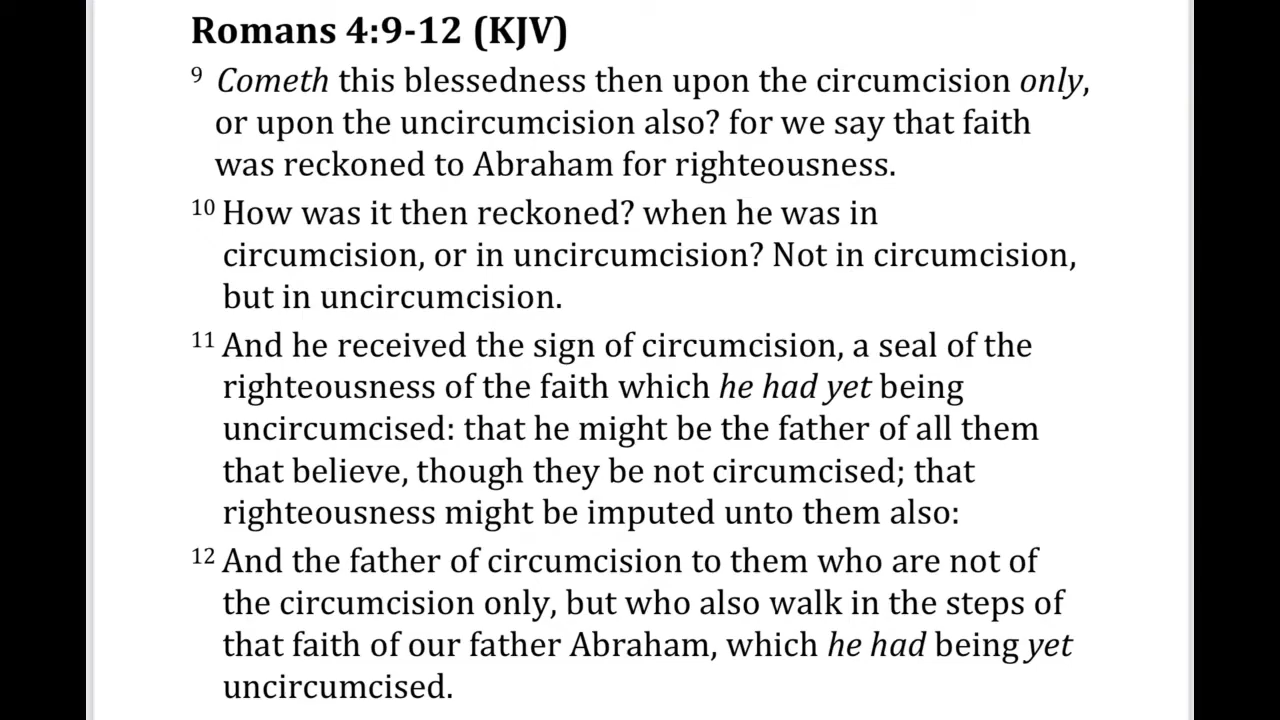 Romans 4:9-12 (KJV)
9 Cometh this blessedness then upon the circumcision only,
or upon the uncircumcision also? for we say that faith
was reckoned to Abraham for righteousness.
10 How was it then reckoned? when he was in
circumcision, or in uncircumcision? Not in circumcision,
but in uncircumcision.
11 And he received the sign of circumcision, a seal of the
righteousness of the faith which he had yet being
uncircumcised: that he might be the father of all them
that believe, though they be not circumcised; that
righteousness might be imputed unto them also:
12 And the father of circumcision to them who are not of
the circumcision only, but who also walk in the steps of
that faith of our father Abraham, which he had being yet
uncircumcised.